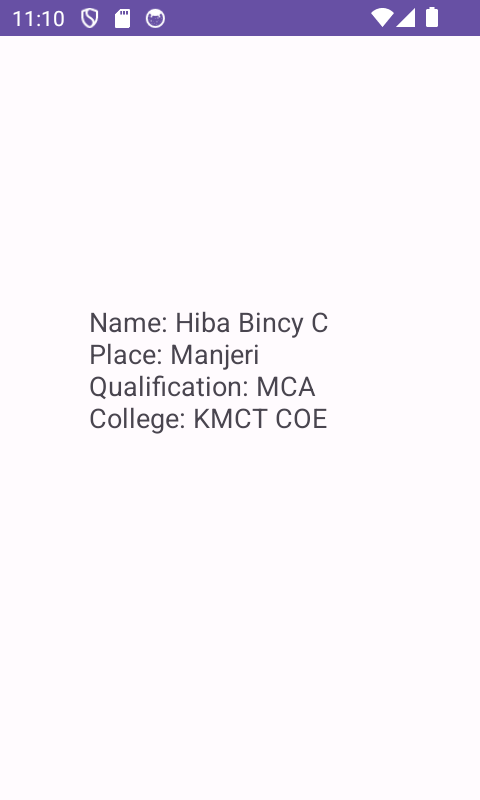 11:10
Name: Hiba Bincy C
Place: Manjeri
Qualification: MCA
College: KMCT COE